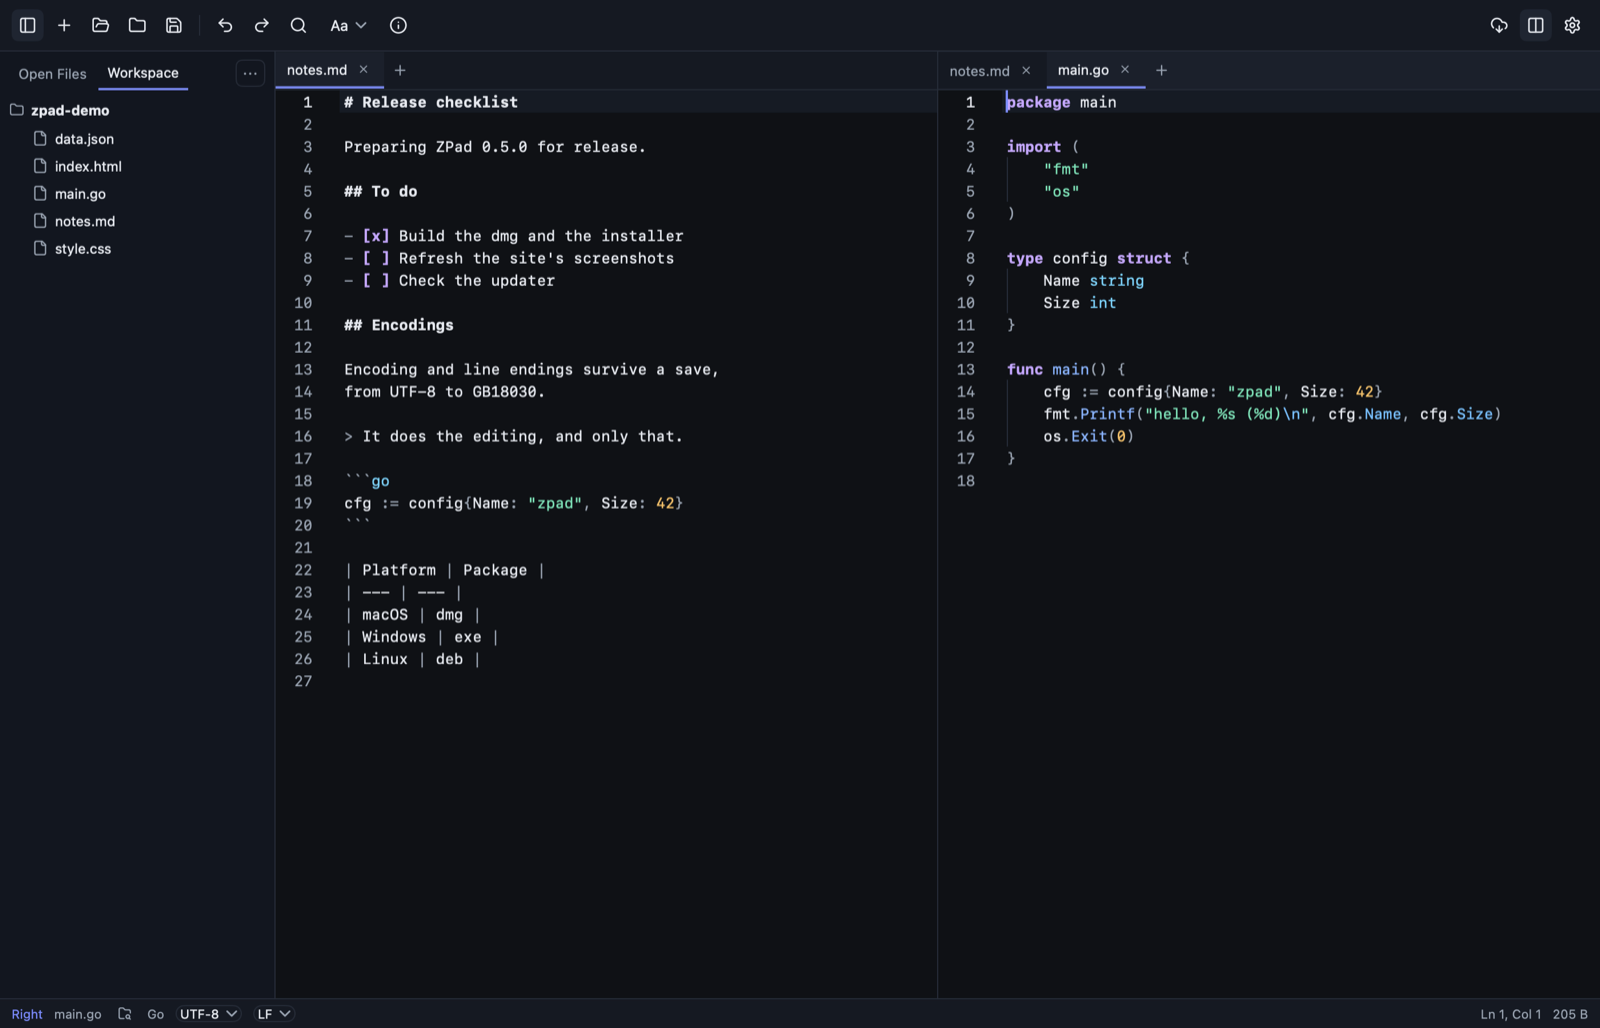 Aa
Open Files Workspace ...
zpad-demo
data.json
index.html
main.go
notes.md
style.css
notes.md × +
1 # Release checklist
2
3 Preparing ZPad 0.5.0 for release.
4
5 ## To do
6
7 - [x] Build the dmg and the installer
8 - [ ] Refresh the site's screenshots
9 - [ ] Check the updater
10
11 ## Encodings
12
13 Encoding and line endings survive a save,
14 from UTF-8 to GB18030.
15
16 > It does the editing, and only that.
17
18 ```go
19 cfg := config{Name: "zpad", Size: 42}
20 ```
21
22 | Platform | Package |
23 | --- | --- |
24 | macOS | dmg |
25 | Windows | exe |
26 | Linux | deb |
27
notes.md × main.go × +
1 package main
2
3 import (
4     "fmt"
5     "os"
6 )
7
8 type config struct {
9     Name string
10     Size int
11 }
12
13 func main() {
14     cfg := config{Name: "zpad", Size: 42}
15     fmt.Printf("hello, %s (%d)\n", cfg.Name, cfg.Size)
16     os.Exit(0)
17 }
18
Right main.go Go UTF-8 LF
Ln 1, Col 1 205 B